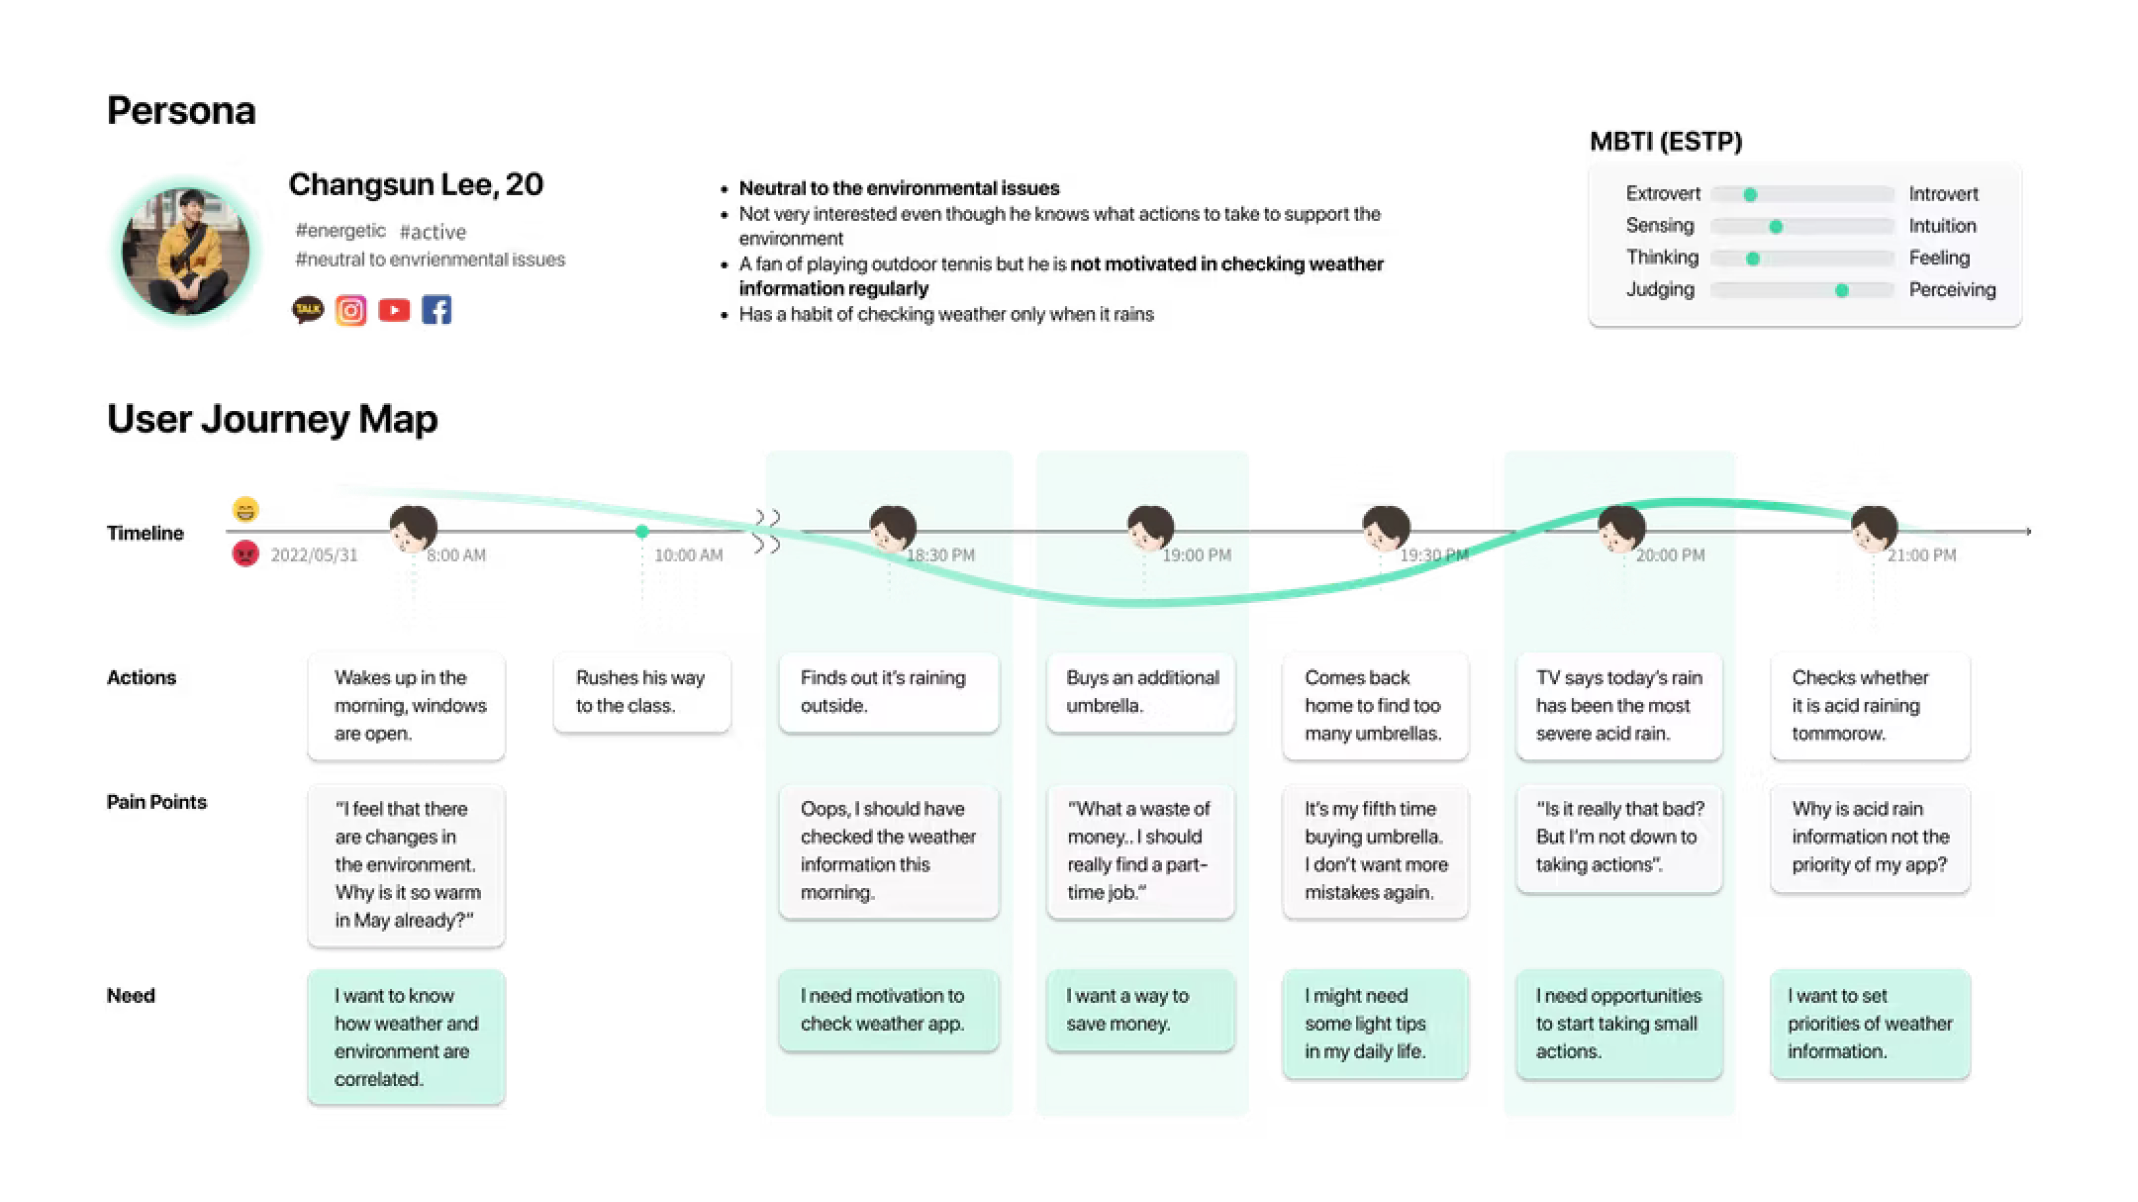 Persona
Changsun Lee, 20
#energetic #active
#neutral to envrienmental issues
TALK
• Neutral to the environmental issues
• Not very interested even though he knows what actions to take to support the
environment
• A fan of playing outdoor tennis but he is not motivated in checking weather
information regularly
• Has a habit of checking weather only when it rains
MBTI (ESTP)
Extrovert Introvert
Sensing Intuition
Thinking Feeling
Judging Perceiving
User Journey Map
Timeline
2022/05/31
8:00 AM
10:00 AM
18:30 PM
19:00 PM
19:30 PM
20:00 PM
21:00 PM
Actions
Wakes up in the
morning, windows
are open.
Rushes his way
to the class.
Finds out it's raining
outside.
Buys an additional
umbrella.
Comes back
home to find too
many umbrellas.
TV says today's rain
has been the most
severe acid rain.
Checks whether
it is acid raining
tommorow.
Pain Points
"I feel that there
are changes in
the environment.
Why is it so warm
in May already?"
Oops, I should have
checked the weather
information this
morning.
"What a waste of
money.. I should
really find a part-
time job."
It's my fifth time
buying umbrella.
I don't want more
mistakes again.
"Is it really that bad?
But I'm not down to
taking actions".
Why is acid rain
information not the
priority of my app?
Need
I want to know
how weather and
environment are
correlated.
I need motivation to
check weather app.
I want a way to
save money.
I might need
some light tips
in my daily life.
I need opportunities
to start taking small
actions.
I want to set
priorities of weather
information.